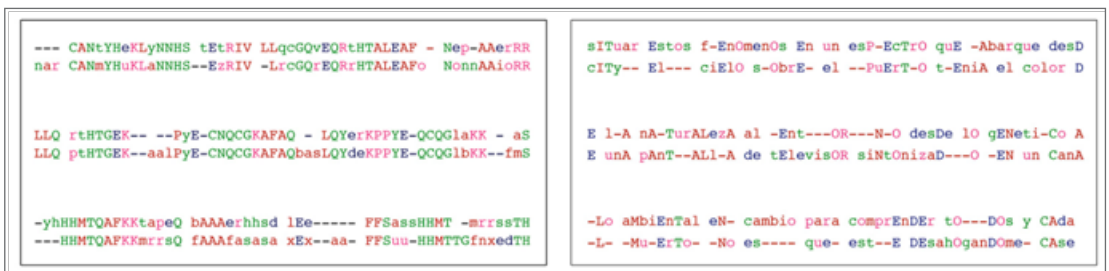 --- CANtYHeKLyNNHS tEtRIV LLqcGQvEQRtHTALEAF - Nep-AAerRR
nar CANmYHuKLaNNHS--EzRIV -LrcGQrEQRrHTALEAFo NonnAAioRR
LLQ rtHTGEK-- --PyE-CNQCGKAFAQ - LQYerKPPYE-QCQGlaKK - aS
LLQ ptHTGEK--aalPyE-CNQCGKAFAQbasLQYdeKPPYE-QCQGlbKK--fmS
-yhHHMTQAFKKtapeQ bAAAerhhsd lEe----- FFSassHHMT -mrrssTH
---HHMTQAFKKmrrsQ fAAAfasasa xEx--aa- FFSuu-HHMTTGfnxedTH
sITuar Estos f-EnOmenOs En un esP-EcTrO quE -Abarque desD
cITy-- El--- ciElO s-ObrE- el --PuErT-O t-EniA el color D
E l-A nA-TurALezA al -Ent---OR---N-O desDe lO gENeti-Co A
E unA pAnT--ALl-A de tElevisOR siNtOnizaD---O -EN un CanA
-Lo aMbiEnTal eN- cambio para comprEnDEr tO---DOs y CAda
-L- -Mu-ErTo- -No es---- que- est--E DEsahOganDOme- CAse